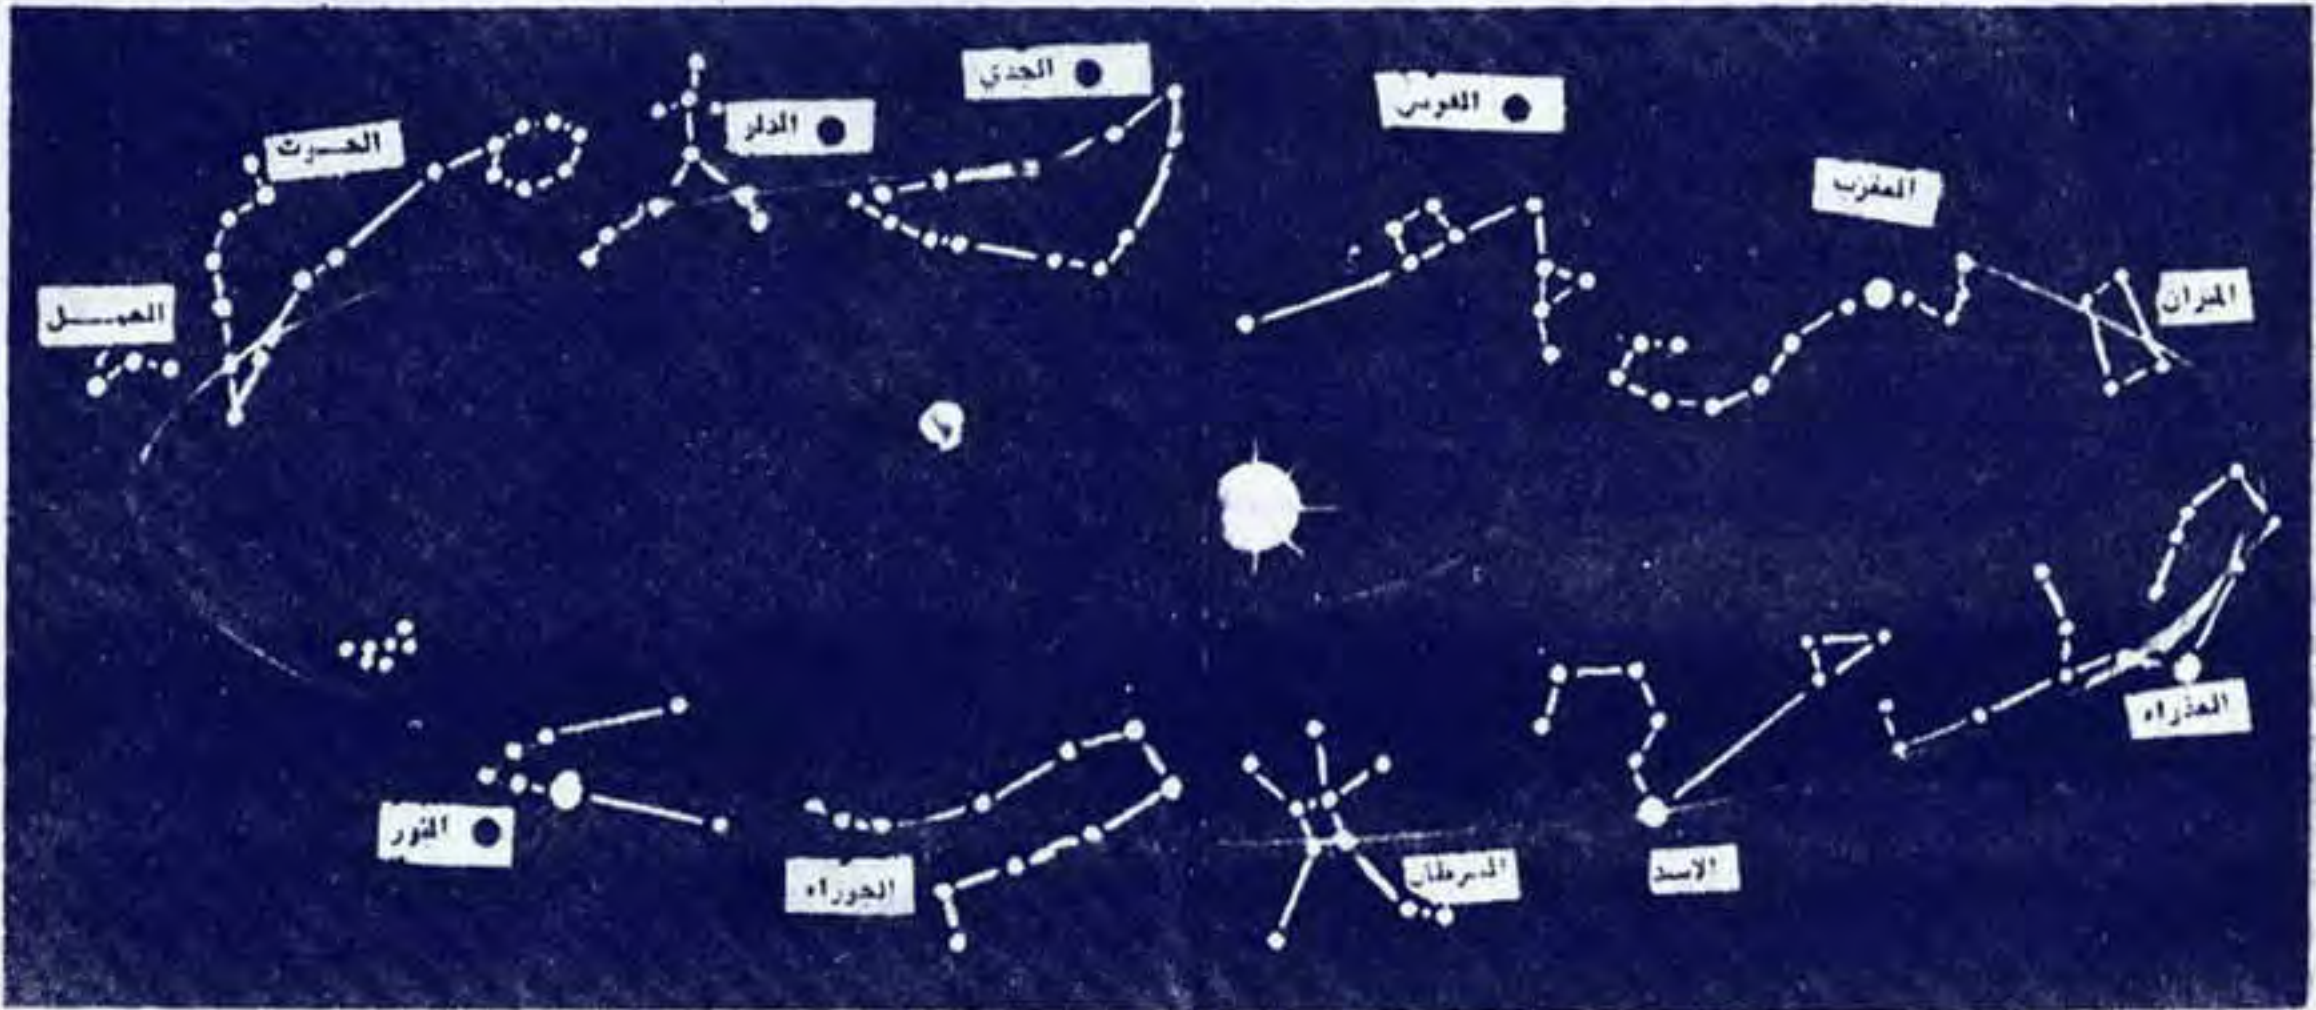 الجدي
القوس
الدلو
الحوت
العقرب
الميزان
الحمل
العذراء
الثور
الجوزاء
السرطان
الاسد